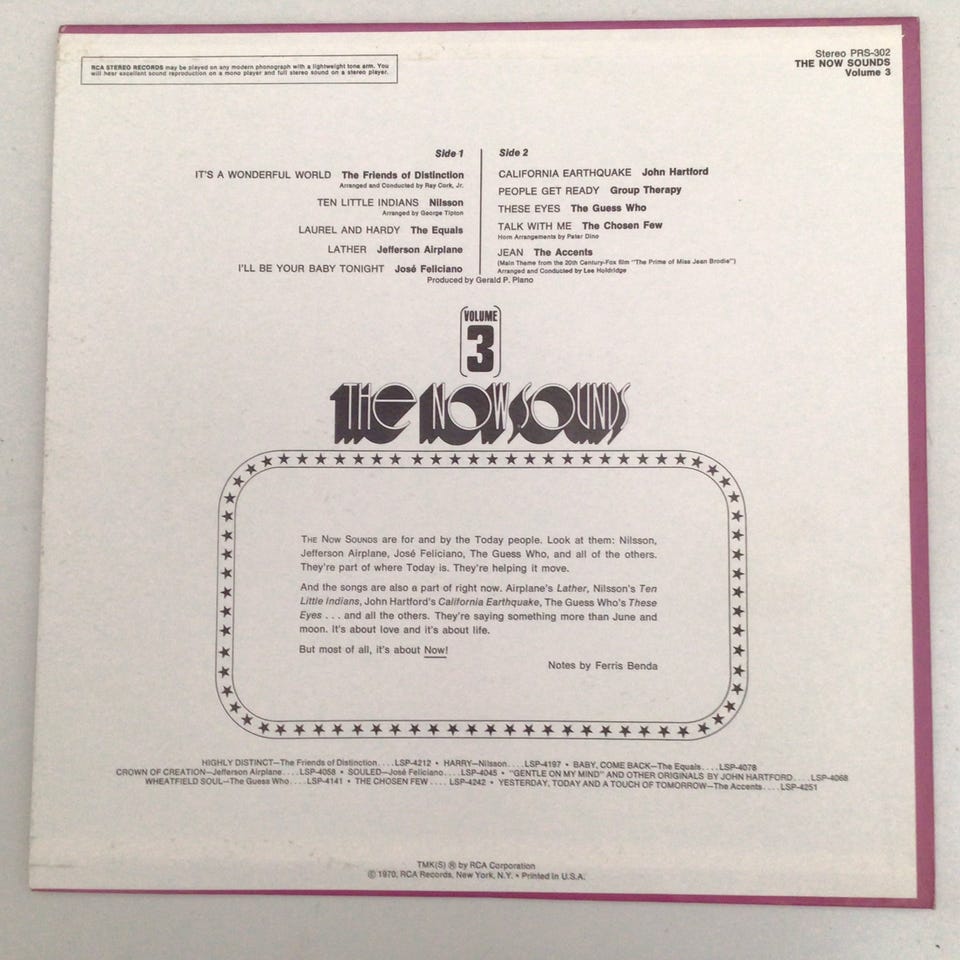 RCA STEREO RECORDS may be played on any modern phonograph with a lightweight tone arm. You
will hear excellent sound reproduction on a mono player and full stereo sound on a stereo player.
Stereo PRS-302
THE NOW SOUNDS
Volume 3
Side 1
IT'S A WONDERFUL WORLD The Friends of Distinction
Arranged and Conducted by Ray Cork, Jr.
TEN LITTLE INDIANS Nilsson
Arranged by George Tipton
LAUREL AND HARDY The Equals
LATHER Jefferson Airplane
I'LL BE YOUR BABY TONIGHT José Feliciano
Side 2
CALIFORNIA EARTHQUAKE John Hartford
PEOPLE GET READY Group Therapy
THESE EYES The Guess Who
TALK WITH ME The Chosen Few
Horn Arrangements by Peter Dino
JEAN The Accents
(Main Theme from the 20th Century-Fox film "The Prime of Miss Jean Brodie")
Arranged and Conducted by Lee Holdridge
Produced by Gerald P. Plano
VOLUME
3
THE NOW SOUNDS
THE NOW SOUNDS are for and by the Today people. Look at them: Nilsson,
Jefferson Airplane, José Feliciano, The Guess Who, and all of the others.
They're part of where Today is. They're helping it move.
And the songs are also a part of right now. Airplane's Lather, Nilsson's Ten
Little Indians, John Hartford's California Earthquake, The Guess Who's These
Eyes . . . and all the others. They're saying something more than June and
moon. It's about love and it's about life.
But most of all, it's about Now!
Notes by Ferris Benda
HIGHLY DISTINCT—The Friends of Distinction....LSP-4212 • HARRY—Nilsson....LSP-4197 • BABY, COME BACK—The Equals....LSP-4078
CROWN OF CREATION—Jefferson Airplane....LSP-4058 • SOULED—José Feliciano....LSP-4045 • "GENTLE ON MY MIND" AND OTHER ORIGINALS BY JOHN HARTFORD....LSP-4068
WHEATFIELD SOUL—The Guess Who....LSP-4141 • THE CHOSEN FEW.... LSP-4242 • YESTERDAY, TODAY AND A TOUCH OF TOMORROW—The Accents....LSP-4251
TMK(S) ® by RCA Corporation
© 1970, RCA Records, New York, N.Y. • Printed in U.S.A.